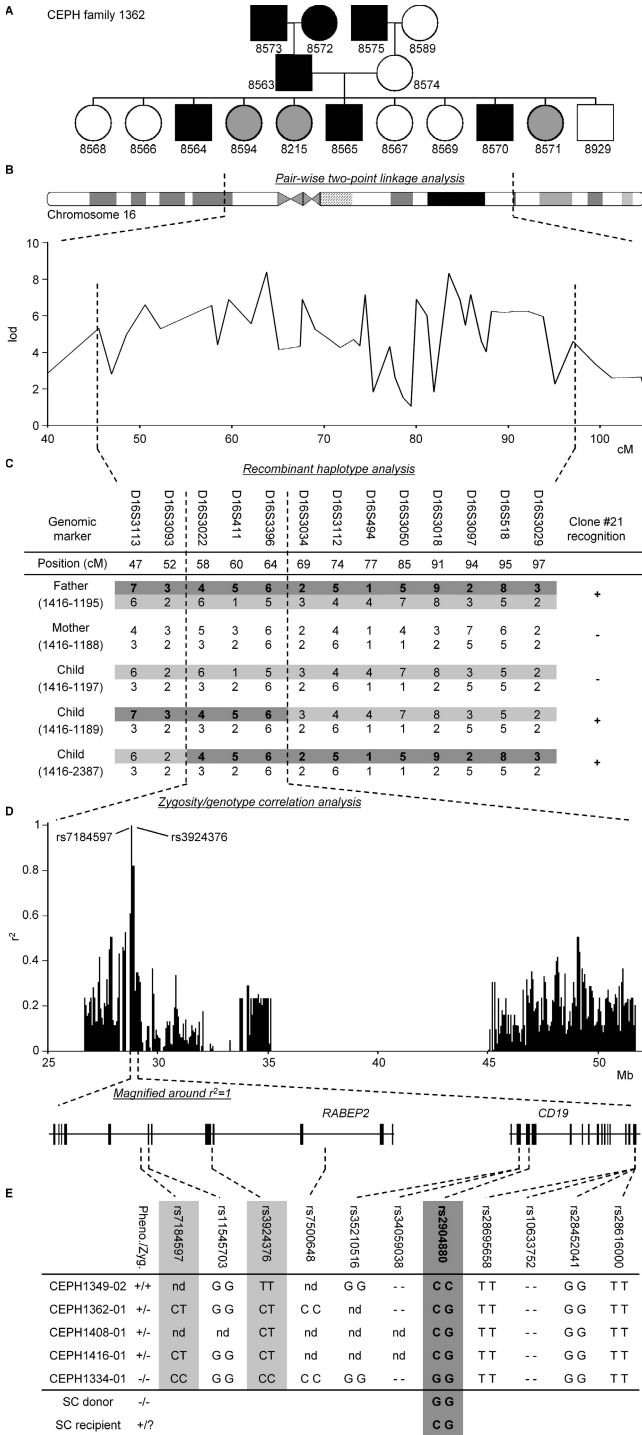 A
CEPH family 1362
8573 8572 8575 8589
8563 8574
8568 8566 8564 8594 8215 8565 8567 8569 8570 8571 8929
B
Pair-wise two-point linkage analysis
Chromosome 16
10
8
6
4
2
0
lod
40 50 60 70 80 90 100
cM
C
Recombinant haplotype analysis
Genomic marker D16S3113 D16S3093 D16S3022 D16S411 D16S3396 D16S3034 D16S3112 D16S494 D16S3050 D16S3018 D16S3097 D16S518 D16S3029 Clone #21 recognition
Position (cM) 47 52 58 60 64 69 74 77 85 91 94 95 97
Father 7 3 4 5 6 2 5 1 5 9 2 8 3 +
(1416-1195) 6 2 6 1 5 3 4 4 7 8 3 5 2
Mother 4 3 5 3 6 2 4 1 4 3 7 6 2 -
(1416-1188) 3 2 3 2 6 2 6 1 1 2 5 5 2
Child 6 2 6 1 5 3 4 4 7 8 3 5 2 -
(1416-1197) 3 2 3 2 6 2 6 1 1 2 5 5 2
Child 7 3 4 5 6 3 4 4 7 8 3 5 2 +
(1416-1189) 3 2 3 2 6 2 6 1 1 2 5 5 2
Child 6 2 4 5 6 2 5 1 5 9 2 8 3 +
(1416-2387) 3 2 3 2 6 2 6 1 1 2 5 5 2
Zygosity/genotype correlation analysis
D
rs7184597 rs3924376
1
0.8
0.6
0.4
0.2
0
r2
25 30 35 40 45 50
Mb
Magnified around r2=1
RABEP2 CD19
E
Pheno./Zyg. rs7184597 rs11545703 rs3924376 rs7500648 rs35210516 rs34059038 rs2904880 rs28695658 rs10633752 rs28452041 rs28616000
CEPH1349-02 +/+ nd G G TT nd G G - - C C T T - - G G T T
CEPH1362-01 +/- CT G G CT C C nd - - C G T T - - G G T T
CEPH1408-01 +/- nd nd CT nd nd nd C G T T - - G G T T
CEPH1416-01 +/- CT G G CT nd nd nd C G T T - - G G T T
CEPH1334-01 -/- CC G G CC C C G G - - G G T T - - G G T T
SC donor -/- G G
SC recipient +/? C G